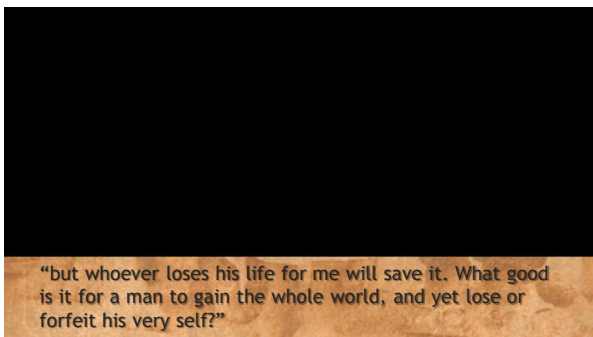 “but whoever loses his life for me will save it. What good
is it for a man to gain the whole world, and yet lose or
forfeit his very self?”